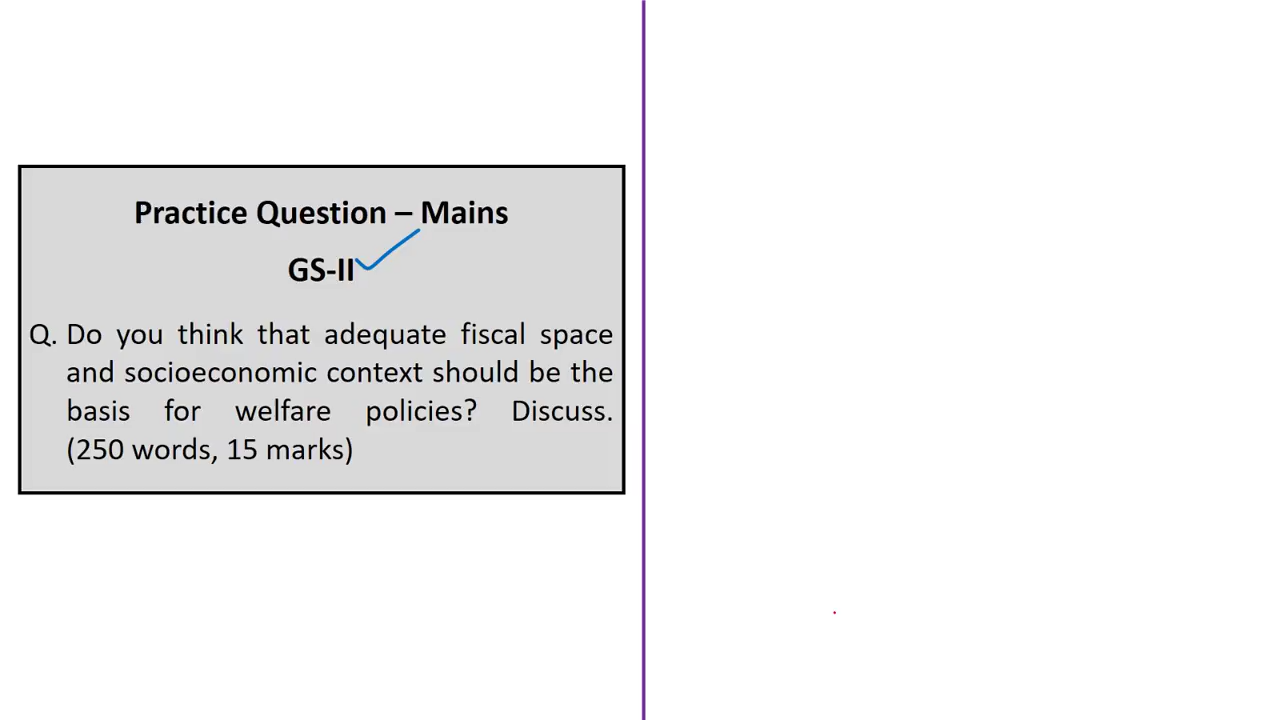 Practice Question – Mains
GS-II
Q. Do you think that adequate fiscal space
and socioeconomic context should be the
basis for welfare policies? Discuss.
(250 words, 15 marks)